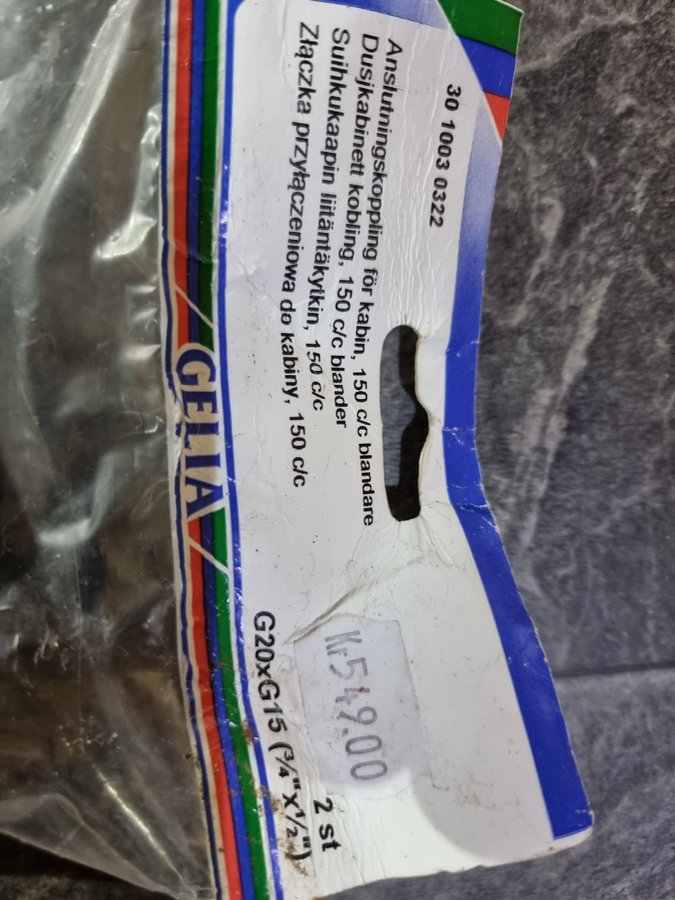 30 1003 0322
Anslutningskoppling för kabin, 150 c/c blandare
Dusjkabinett kobling, 150 c/c blander
Suihkukaapin liitäntäkytkin, 150 c/c
Złączka przyłączeniowa do kabiny, 150 c/c
Kr549.00
2 st
G20xG15 (¾"x½")
GELIA